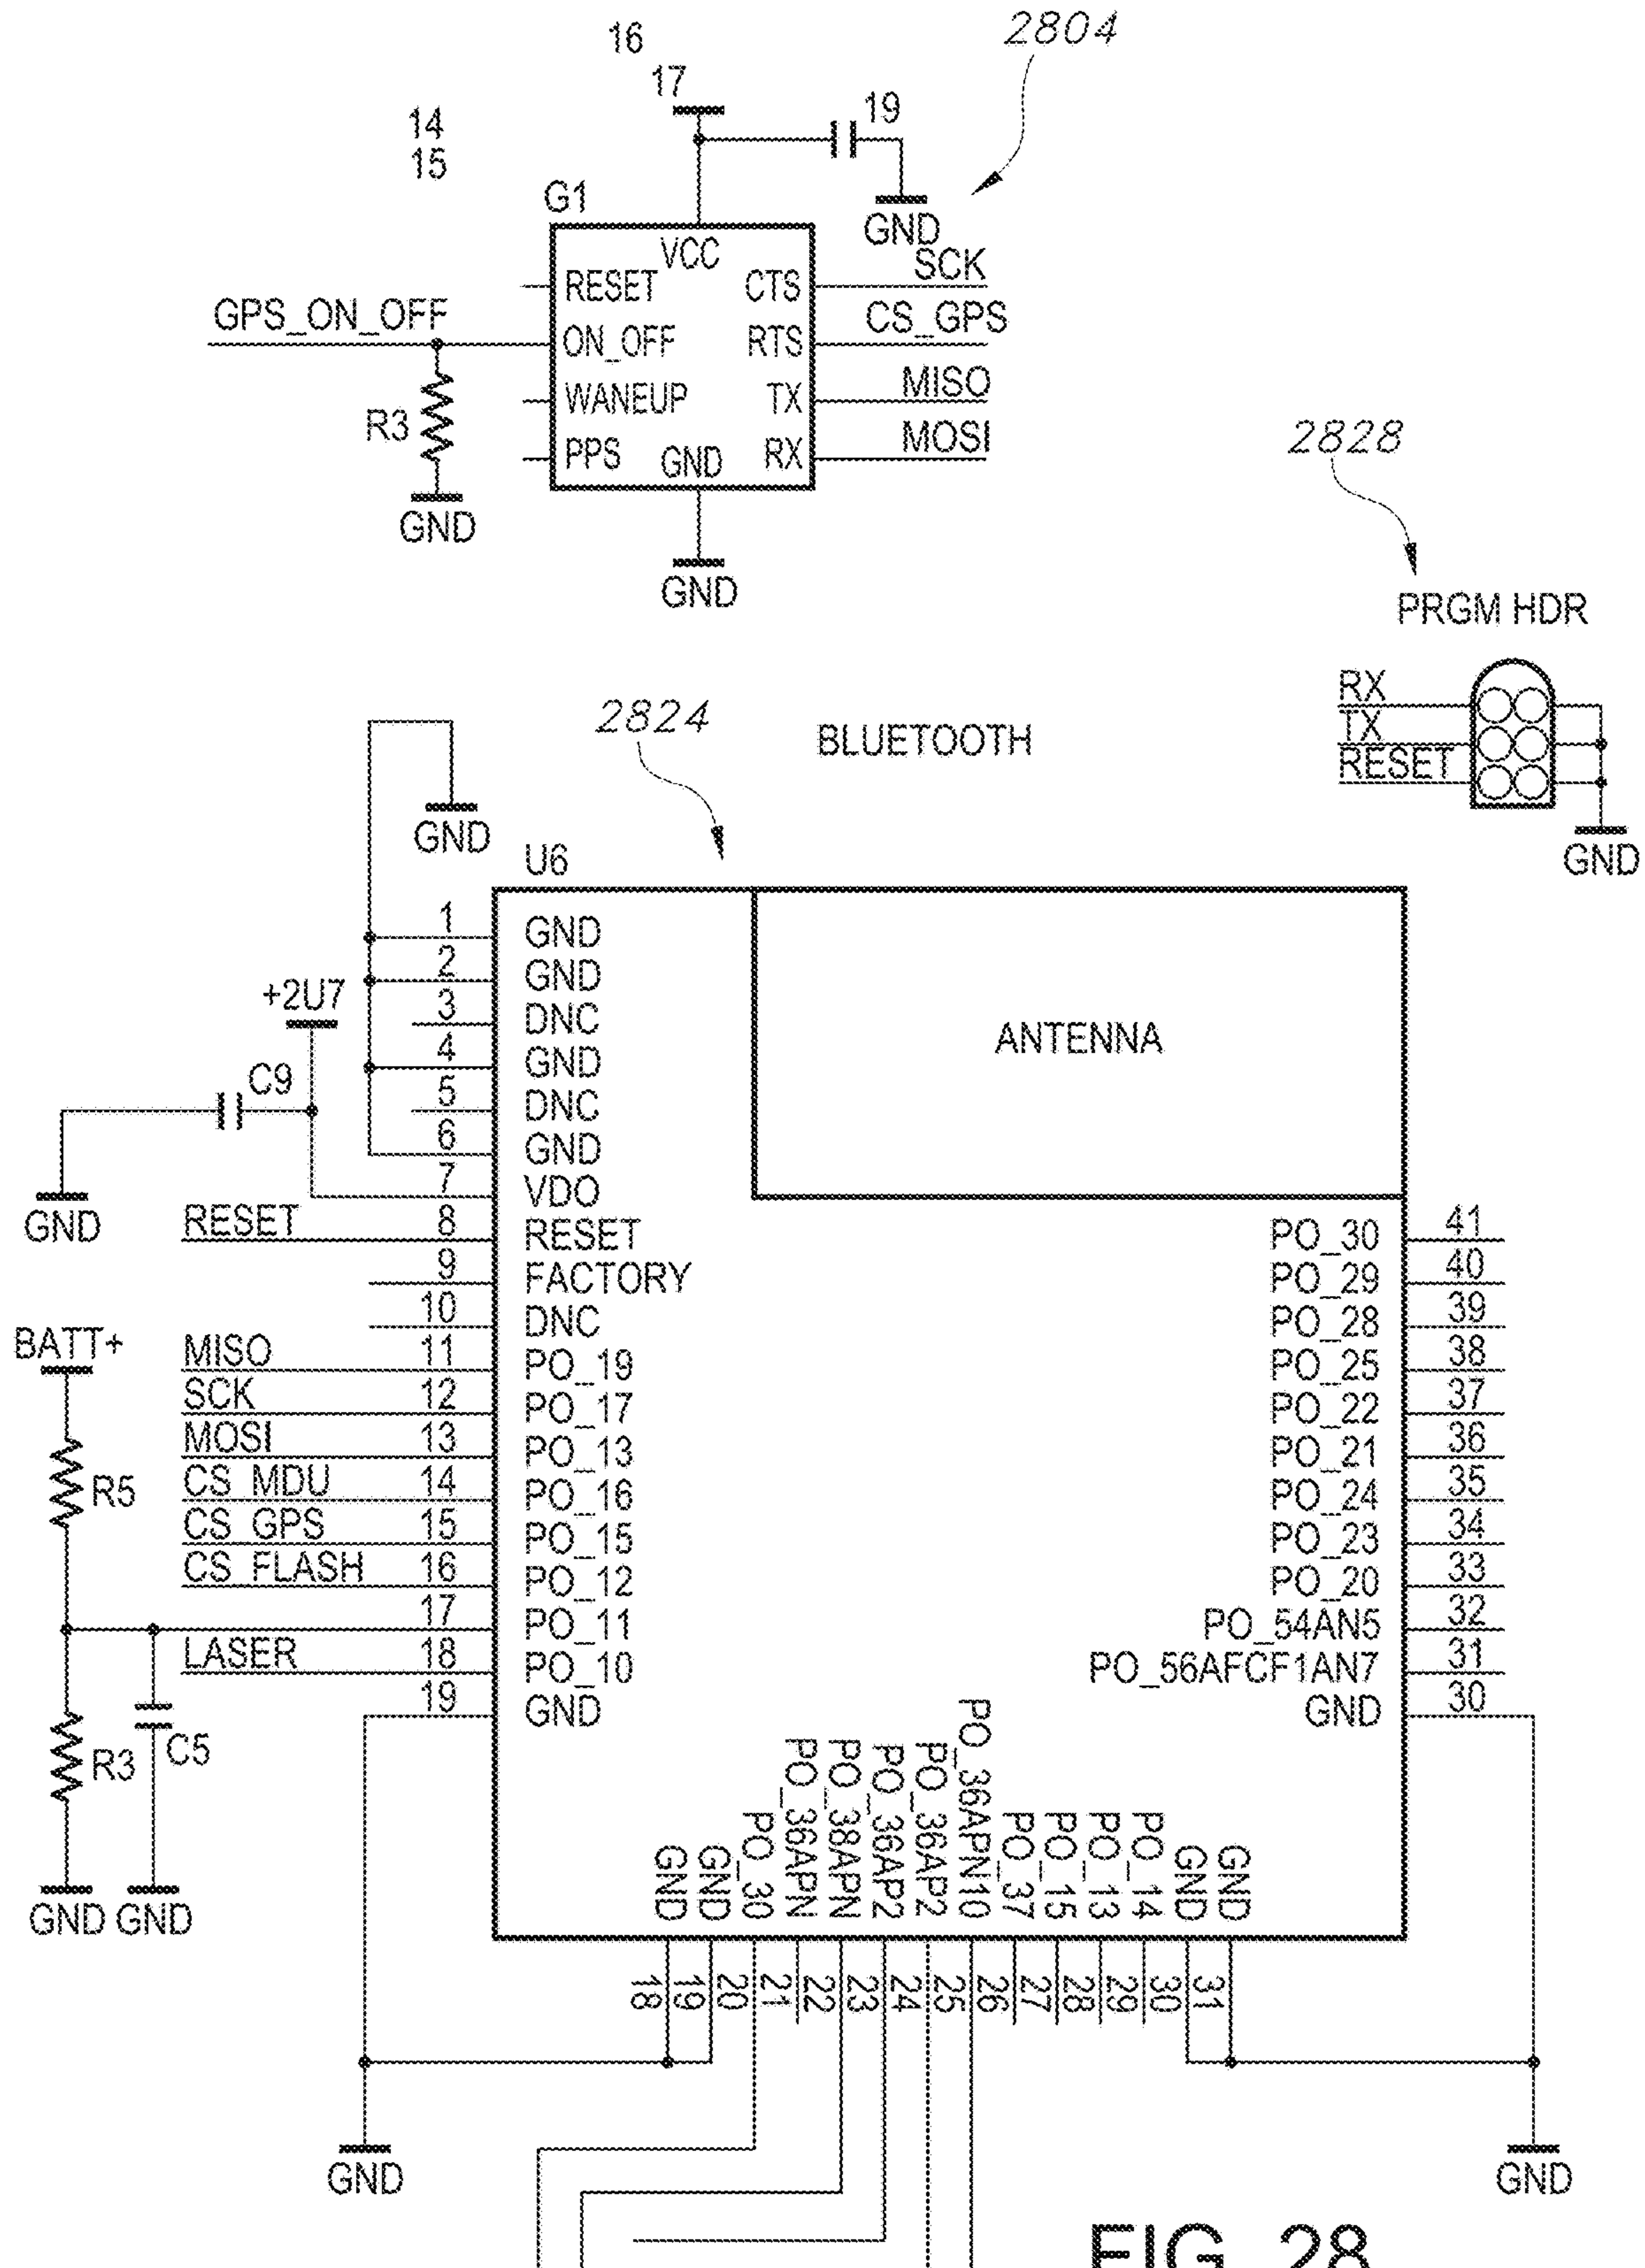 2804
16
17
19
14
15
G1
GND
VCC
SCK
RESET
CTS
GPS_ON_OFF
CS_GPS
ON_OFF
RTS
MISO
WANEUP
TX
R3
MOSI
PPS
GND
RX
GND
GND
2828
PRGM HDR
RX
TX
RESET
GND
2824
BLUETOOTH
GND
U6
ANTENNA
1 GND
2 GND
+2U7
3 DNC
4 GND
C9
5 DNC
6 GND
7 VDO
GND
RESET 8 RESET
9 FACTORY
10 DNC
BATT+
MISO 11 PO_19
SCK 12 PO_17
MOSI 13 PO_13
R5
CS_MDU 14 PO_16
CS_GPS 15 PO_15
CS_FLASH 16 PO_12
17 PO_11
LASER 18 PO_10
19 GND
R3
C5
GND GND
PO_30 41
PO_29 40
PO_28 39
PO_25 38
PO_22 37
PO_21 36
PO_24 35
PO_23 34
PO_20 33
PO_54AN5 32
PO_56AFCF1AN7 31
GND 30
GND 18
GND 19
PO_30 20
PO_36APN 21
PO_38APN 22
PO_36AP2 23
PO_36AP2 24
PO_36APN10 25
PO_37 26
PO_15 27
PO_13 28
PO_14 29
GND 30
GND 31
GND
GND
FIG. 28